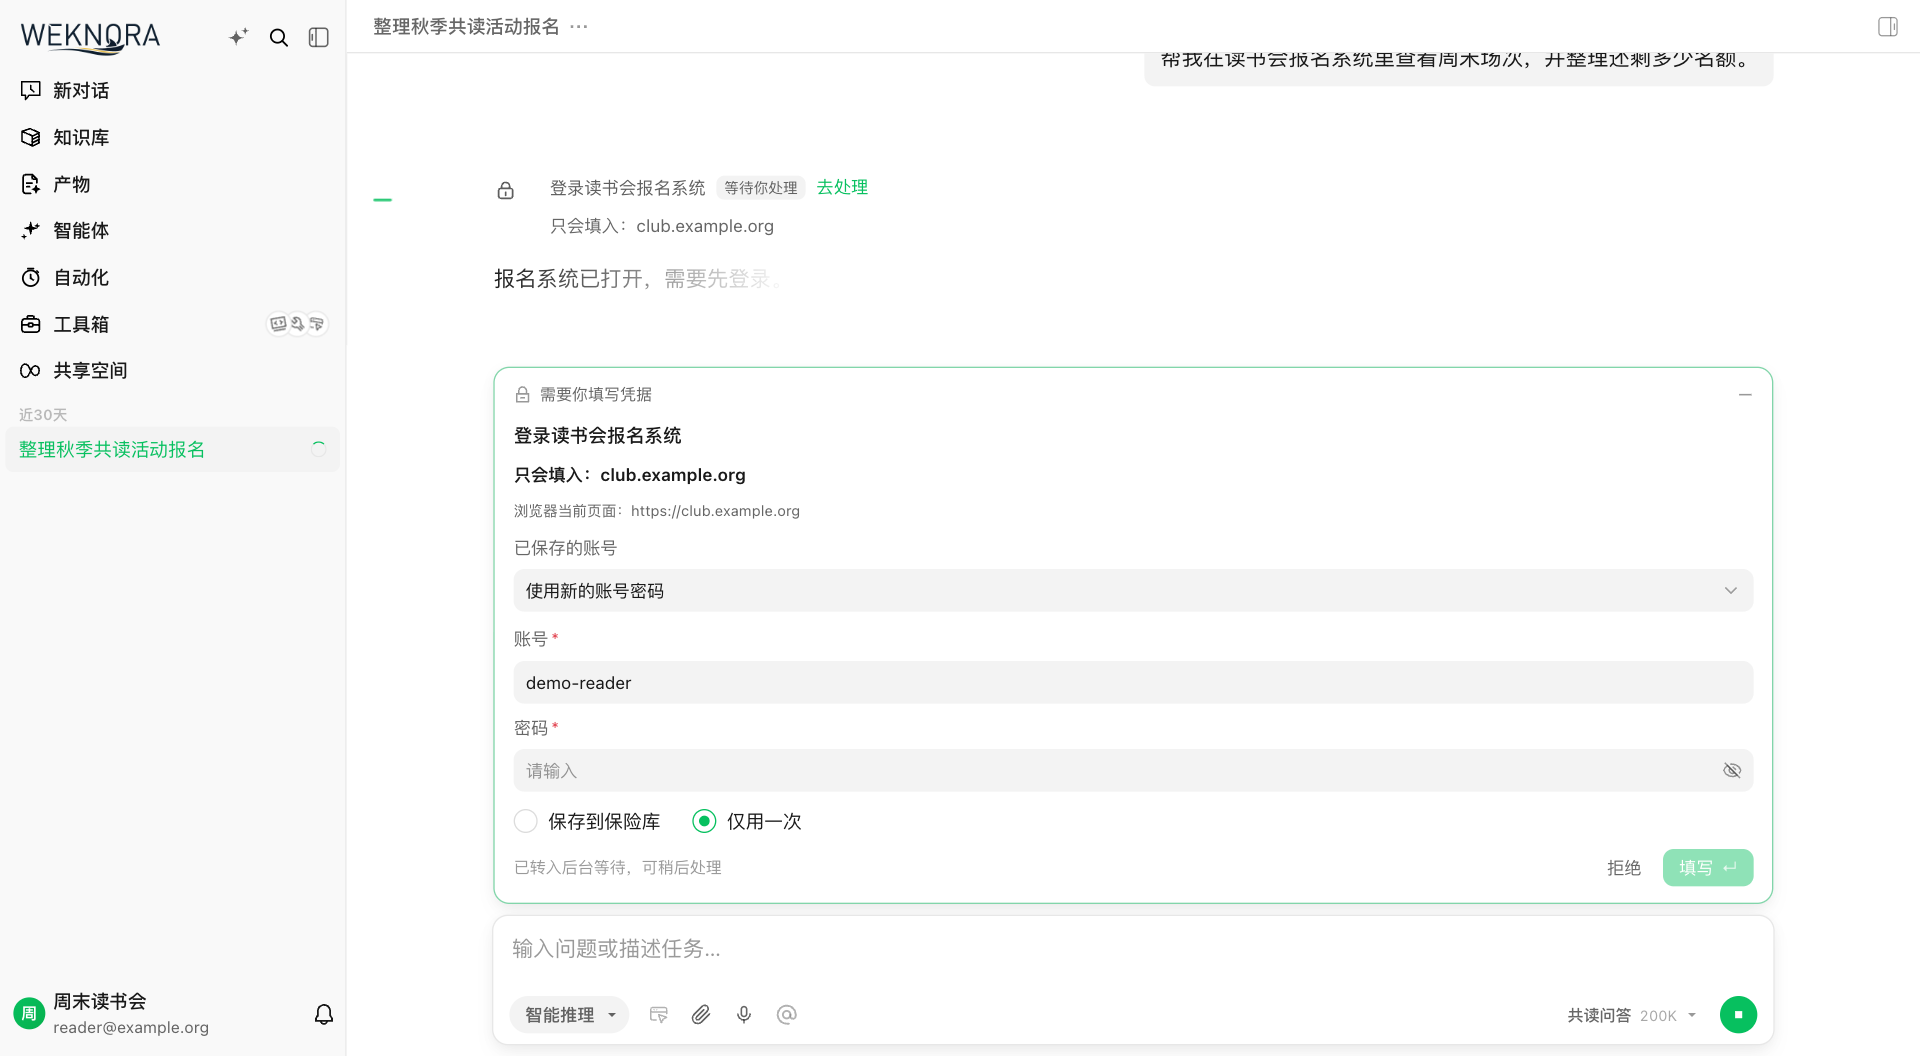 WEKNORA
新对话
知识库
产物
智能体
自动化
工具箱
共享空间
近30天
整理秋季共读活动报名
周
周末读书会
reader@example.org
整理秋季共读活动报名 ···
帮我在读书会报名系统里查看周末场次，并整理还剩多少名额。
登录读书会报名系统 等待你处理 去处理
只会填入：club.example.org
报名系统已打开，需要先登录。
需要你填写凭据
登录读书会报名系统
只会填入：club.example.org
浏览器当前页面：https://club.example.org
已保存的账号
使用新的账号密码
账号*
demo-reader
密码*
请输入
保存到保险库 仅用一次
已转入后台等待，可稍后处理 拒绝 填写
输入问题或描述任务...
智能推理 共读问答 200K